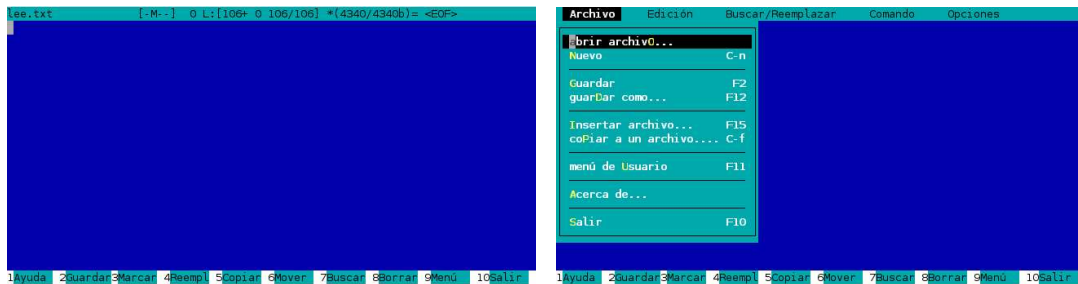 lee.txt [-M--] 0 L:[106+ 0 106/106] *(4340/4340b)= <EOF>
1Ayuda 2Guardar 3Marcar 4Reempl 5Copiar 6Mover 7Buscar 8Borrar 9Menú 10Salir
Archivo Edición Buscar/Reemplazar Comando Opciones
abrir archivO...
Nuevo C-n
Guardar F2
guarDar como... F12
Insertar archivo... F15
coPiar a un archivo.... C-f
menú de Usuario F11
Acerca de...
Salir F10
1Ayuda 2Guardar 3Marcar 4Reempl 5Copiar 6Mover 7Buscar 8Borrar 9Menú 10Salir